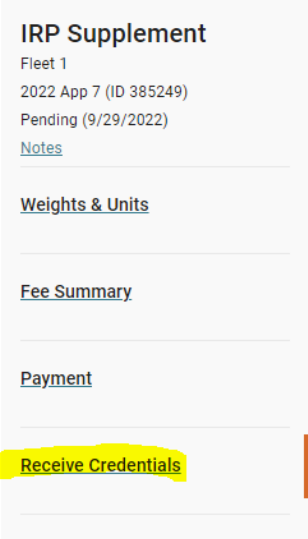 IRP Supplement
Fleet 1
2022 App 7 (ID 385249)
Pending (9/29/2022)
Notes
Weights & Units
Fee Summary
Payment
Receive Credentials